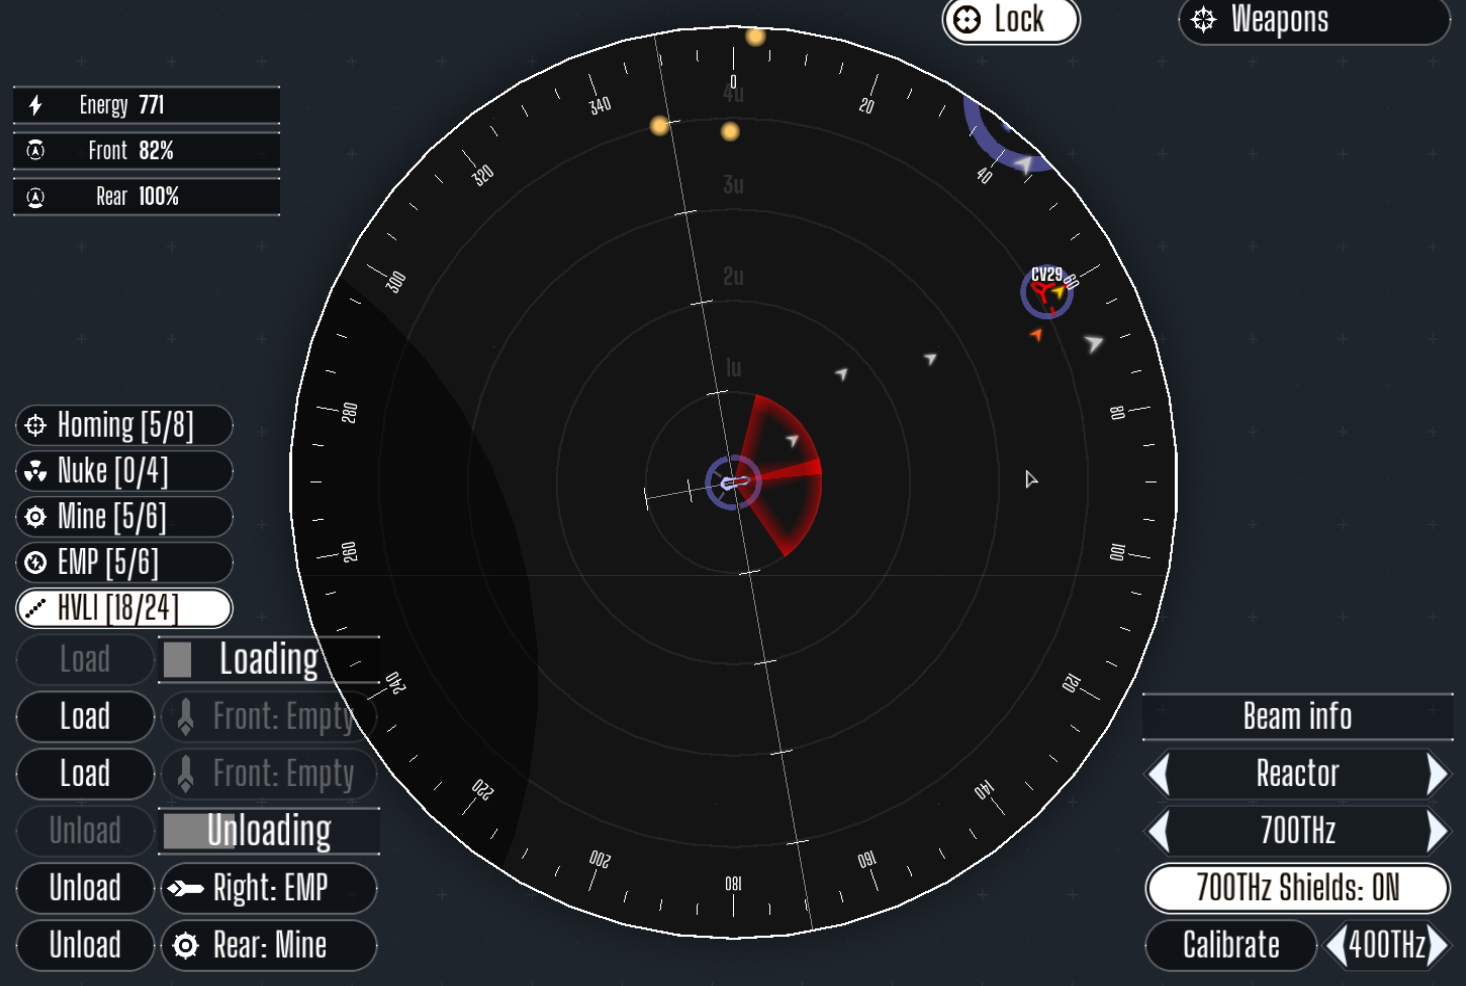 Lock
Weapons
Energy 771
Front 82%
Rear 100%
0
20
40
60
80
100
120
140
160
180
200
220
240
260
280
300
320
340
4u
3u
2u
1u
CV29
Homing [5/8]
Nuke [0/4]
Mine [5/6]
EMP [5/6]
HVLI [18/24]
Load Loading
Load Front: Empty
Load Front: Empty
Unload Unloading
Unload Right: EMP
Unload Rear: Mine
Beam info
Reactor
700THz
700THz Shields: ON
Calibrate 400THz